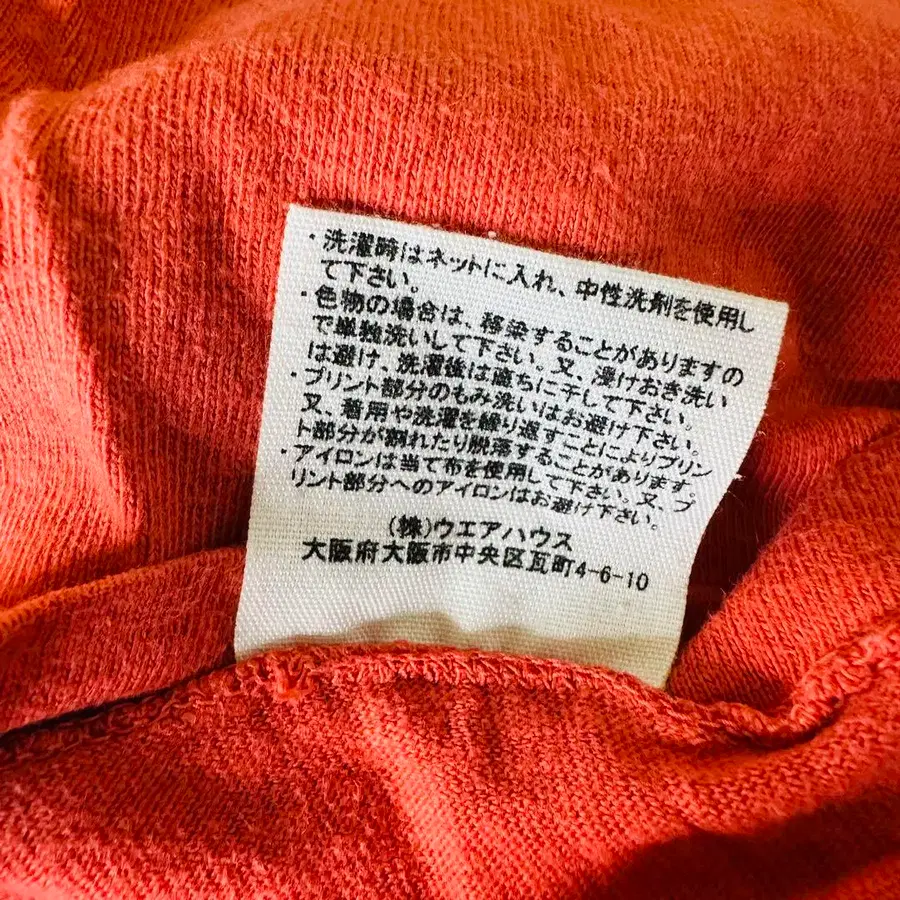 ・洗濯時はネットに入れ、中性洗剤を使用し
て下さい。
・色物の場合は、移染することがありますの
で単独洗いして下さい。又、浸けおき洗い
は避け、洗濯後は直ちに干して下さい。
・プリント部分のもみ洗いはお避け下さい。
又、着用や洗濯を繰り返すことによりプリン
ト部分が割れたり脱落することがあります。
・アイロンは当て布を使用して下さい。又、プ
リント部分へのアイロンはお避け下さい。
(株)ウエアハウス
大阪府大阪市中央区瓦町4-6-10